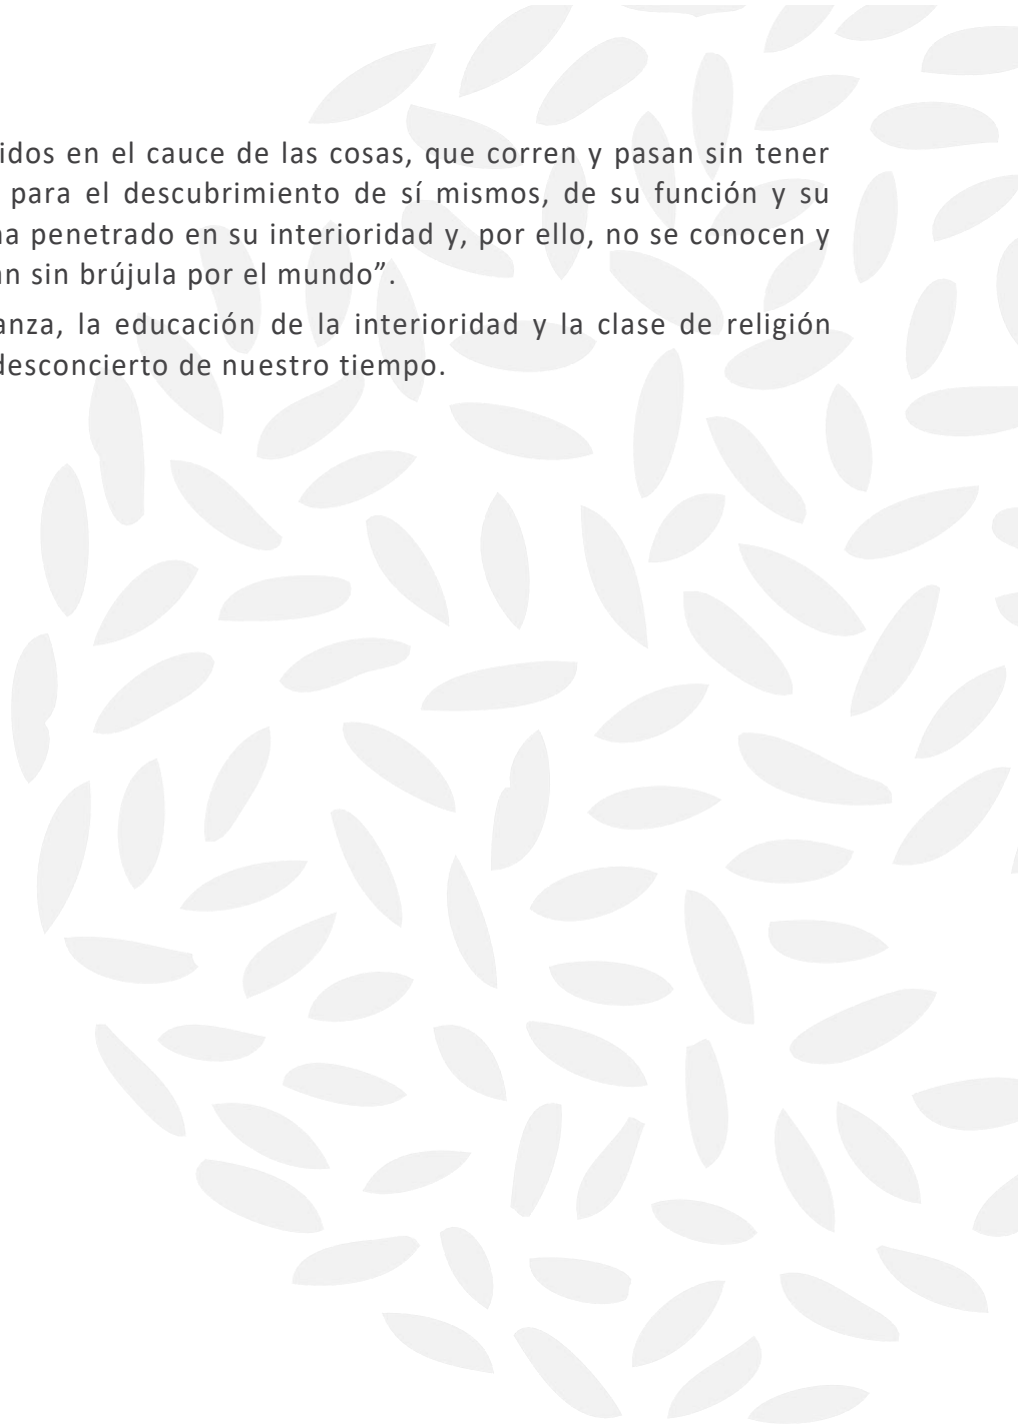 idos en el cauce de las cosas, que corren y pasan sin tener
para el descubrimiento de sí mismos, de su función y su
a penetrado en su interioridad y, por ello, no se conocen y
n sin brújula por el mundo”.
anza, la educación de la interioridad y la clase de religión
desconcierto de nuestro tiempo.